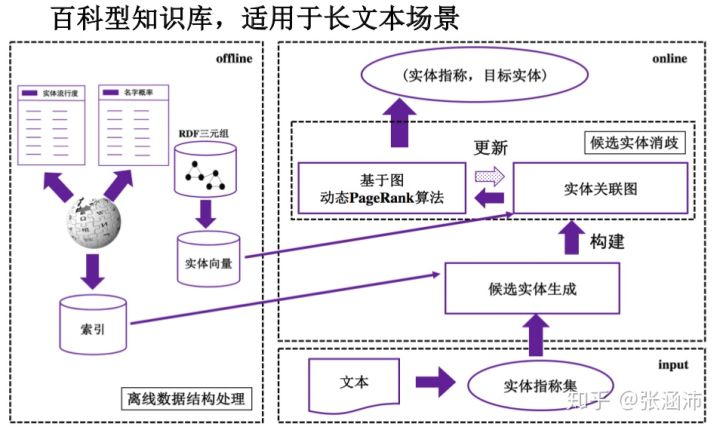 百科型知识库，适用于长文本场景
offline
实体流行度
名字概率
RDF三元组
实体向量
索引
离线数据结构处理
online
(实体指称，目标实体)
候选实体消歧
更新
基于图
动态PageRank算法
实体关联图
构建
候选实体生成
input
文本
实体指称集
知乎 @张涵沛